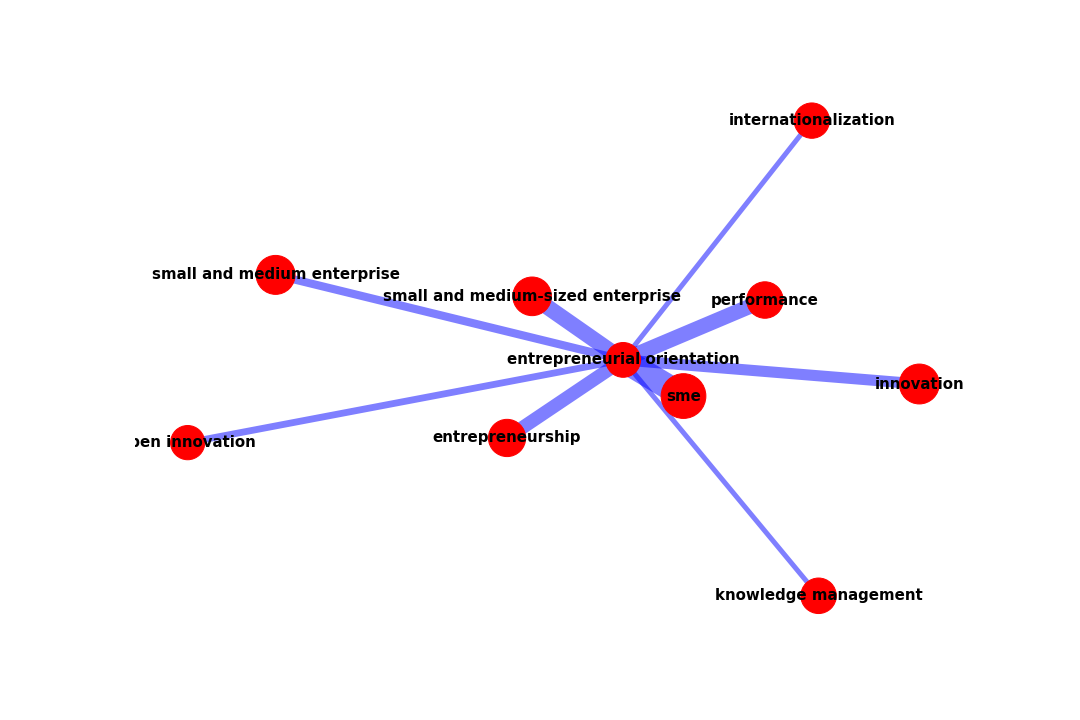 internationalization
small and medium enterprise
small and medium-sized enterprise
performance
entrepreneurial orientation
innovation
sme
entrepreneurship
pen innovation
knowledge management